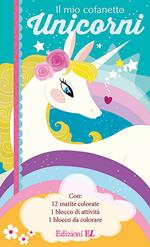 Il mio cofanetto
Unicorni
Con:
12 matite colorate
1 blocco di attività
1 blocco da colorare
Edizioni EL